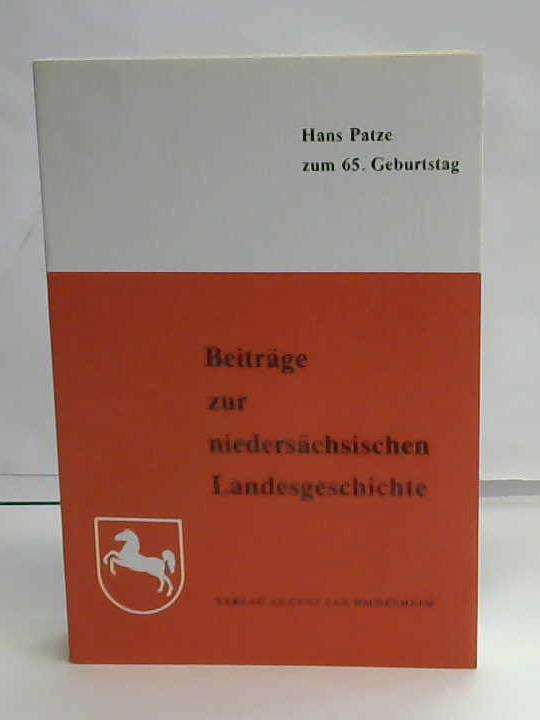 Hans Patze
zum 65. Geburtstag
Beiträge
zur
niedersächsischen
Landesgeschichte
VERLAG AUGUST LAX HILDESHEIM